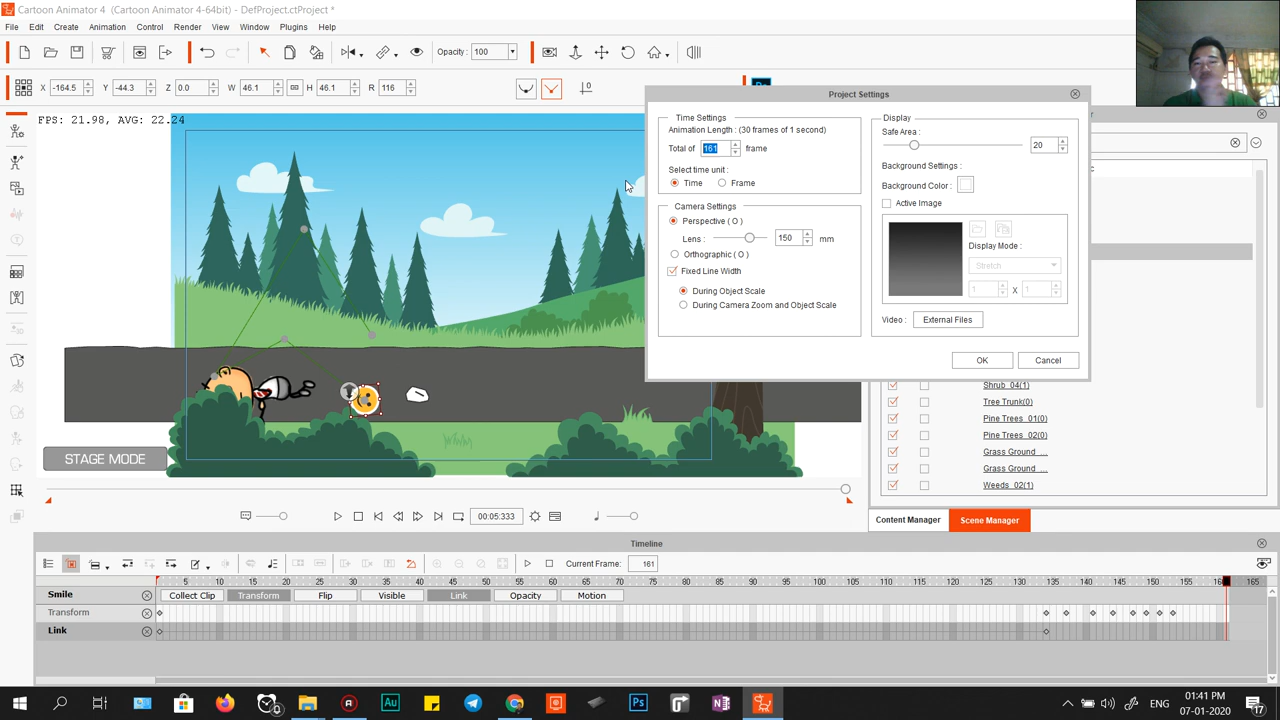 Cartoon Animator 4 (Cartoon Animator 4-64bit) - DefProject.ctProject *
File Edit Create Animation Control Render View Window Plugins Help
Opacity : 100
X -164.5 Y -44.3 Z 0.0 W 46.1 H 46.1 R 116
FPS: 21.98, AVG: 22.24
Project Settings
Time Settings
Animation Length : (30 frames of 1 second)
Total of 161 frame
Select time unit :
Time Frame
Camera Settings
Perspective ( O )
Lens : 150 mm
Orthographic ( O )
Fixed Line Width
During Object Scale
During Camera Zoom and Object Scale
Display
Safe Area :
20
Background Settings :
Background Color :
Active Image
Display Mode :
Stretch
1 X 1
Video : External Files
OK Cancel
Shrub_04(1)
Tree Trunk(0)
Pine Trees_01(0)
Pine Trees_02(0)
Grass Ground_...
Grass Ground_...
Weeds_02(1)
STAGE MODE
00:05:333
Content Manager Scene Manager
Timeline
Current Frame: 161
5 10 15 20 25 30 35 40 45 50 55 60 65 70 75 80 85 90 95 100 105 110 115 120 125 130 135 140 145 150 155 16 165
Smile Collect Clip Transform Flip Visible Link Opacity Motion
Transform
Link
ENG 01:41 PM
07-01-2020
17